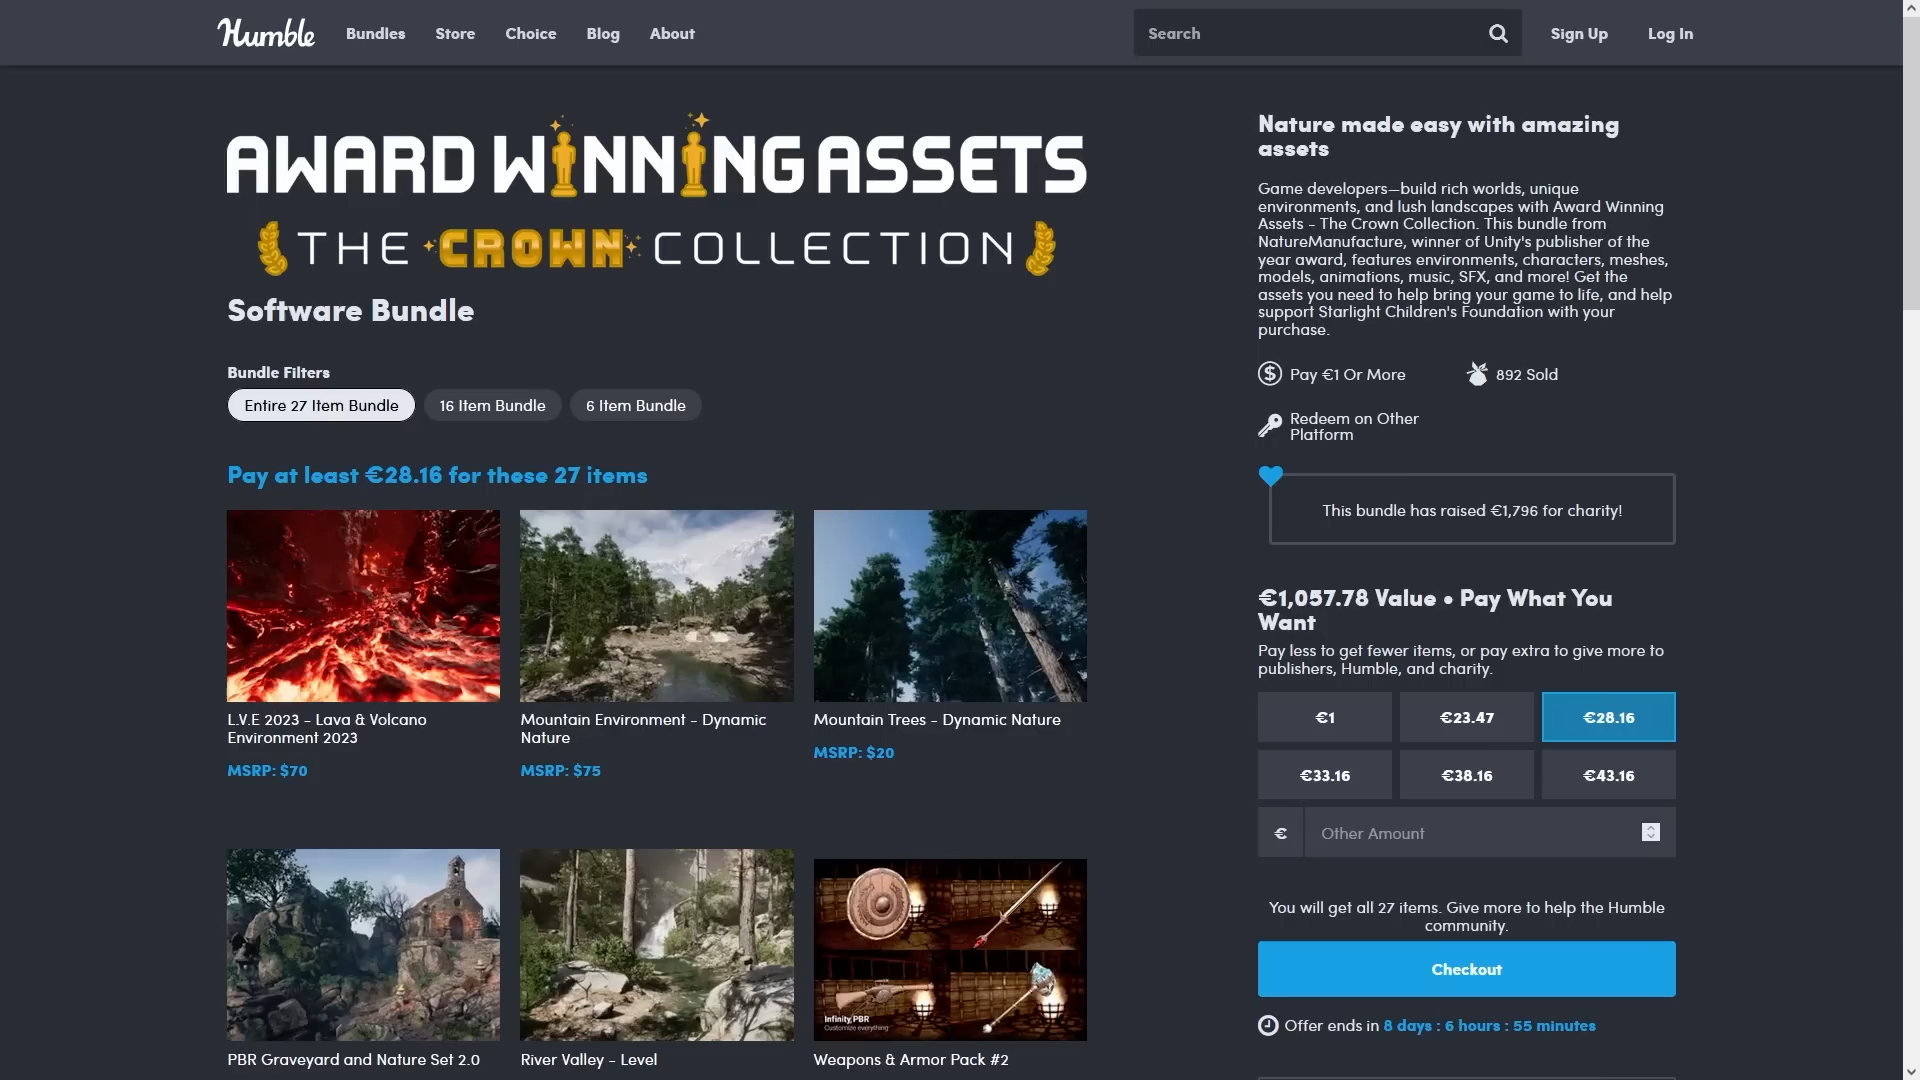 Humble
Bundles
Store
Choice
Blog
About
Search
Sign Up
Log In
AWARD WINNING ASSETS
THE CROWN COLLECTION
Software Bundle
Bundle Filters
Entire 27 Item Bundle
16 Item Bundle
6 Item Bundle
Pay at least €28.16 for these 27 items
L.V.E 2023 - Lava & Volcano
Environment 2023
MSRP: $70
Mountain Environment - Dynamic
Nature
MSRP: $75
Mountain Trees - Dynamic Nature
MSRP: $20
PBR Graveyard and Nature Set 2.0
River Valley - Level
Infinity PBR
Customize everything
Weapons & Armor Pack #2
Nature made easy with amazing
assets
Game developers—build rich worlds, unique
environments, and lush landscapes with Award Winning
Assets - The Crown Collection. This bundle from
NatureManufacture, winner of Unity's publisher of the
year award, features environments, characters, meshes,
models, animations, music, SFX, and more! Get the
assets you need to help bring your game to life, and help
support Starlight Children's Foundation with your
purchase.
Pay €1 Or More
892 Sold
Redeem on Other
Platform
This bundle has raised €1,796 for charity!
€1,057.78 Value • Pay What You
Want
Pay less to get fewer items, or pay extra to give more to
publishers, Humble, and charity.
€1
€23.47
€28.16
€33.16
€38.16
€43.16
€
Other Amount
You will get all 27 items. Give more to help the Humble
community.
Checkout
Offer ends in 8 days : 6 hours : 55 minutes